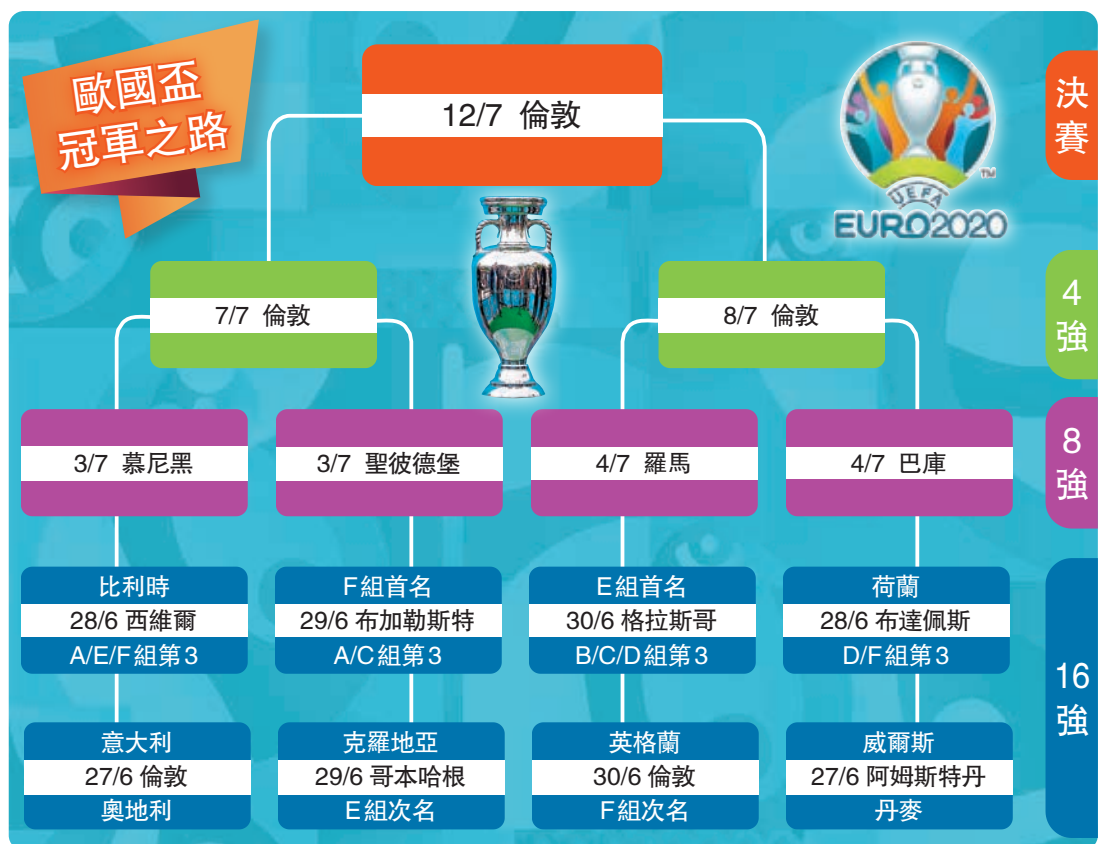 歐國盃
冠軍之路
12/7 倫敦
UEFA
EURO2020
TM
決賽
7/7 倫敦
8/7 倫敦
4強
3/7 慕尼黑
3/7 聖彼德堡
4/7 羅馬
4/7 巴庫
8強
比利時
28/6 西維爾
A/E/F組第3
F組首名
29/6 布加勒斯特
A/C組第3
E組首名
30/6 格拉斯哥
B/C/D組第3
荷蘭
28/6 布達佩斯
D/F組第3
16強
意大利
27/6 倫敦
奧地利
克羅地亞
29/6 哥本哈根
E組次名
英格蘭
30/6 倫敦
F組次名
威爾斯
27/6 阿姆斯特丹
丹麥